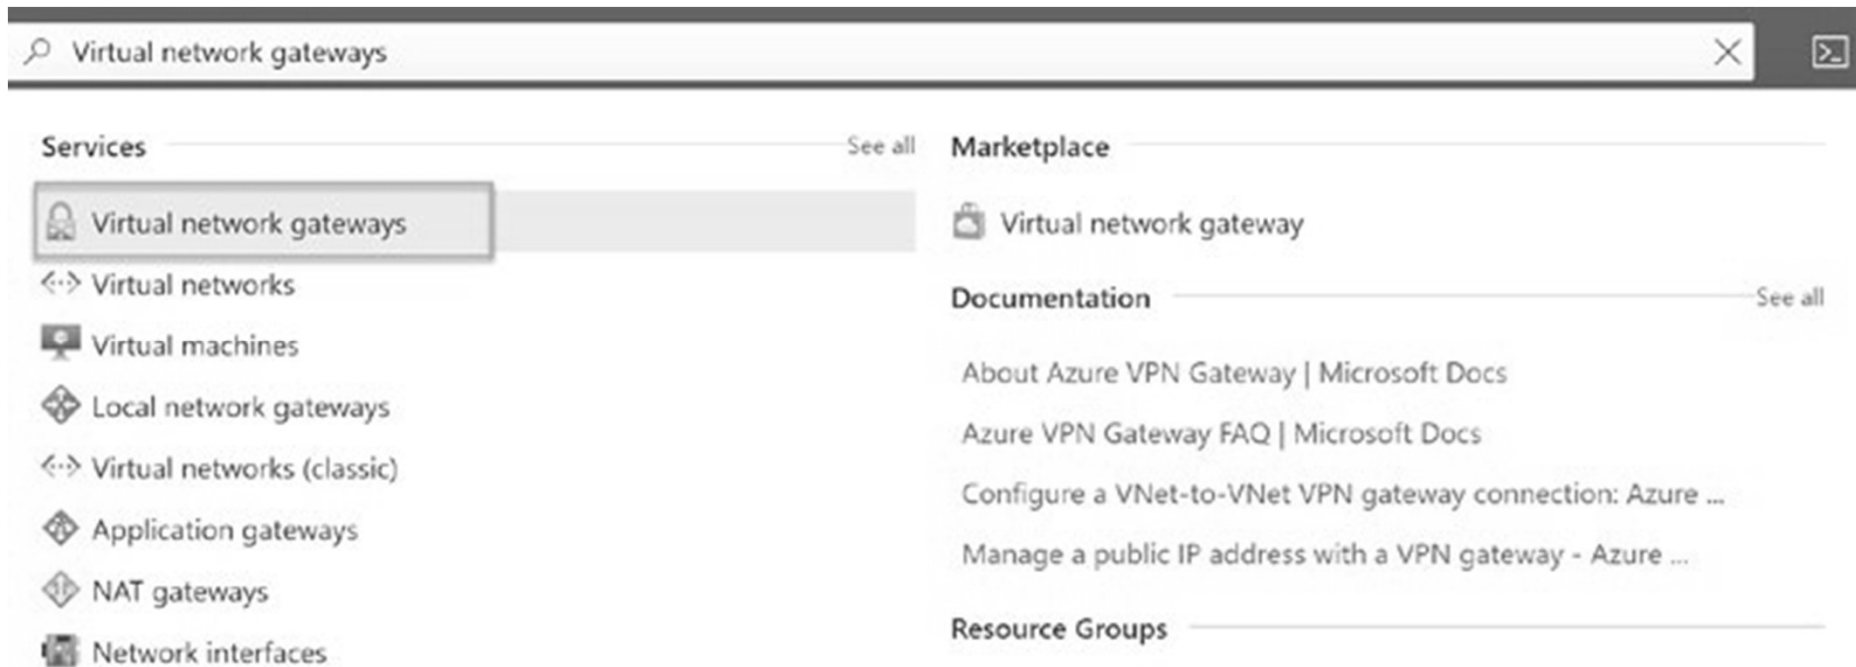 Virtual network gateways
Services See all
Virtual network gateways
Virtual networks
Virtual machines
Local network gateways
Virtual networks (classic)
Application gateways
NAT gateways
Network interfaces
Marketplace
Virtual network gateway
Documentation See all
About Azure VPN Gateway | Microsoft Docs
Azure VPN Gateway FAQ | Microsoft Docs
Configure a VNet-to-VNet VPN gateway connection: Azure ...
Manage a public IP address with a VPN gateway - Azure ...
Resource Groups